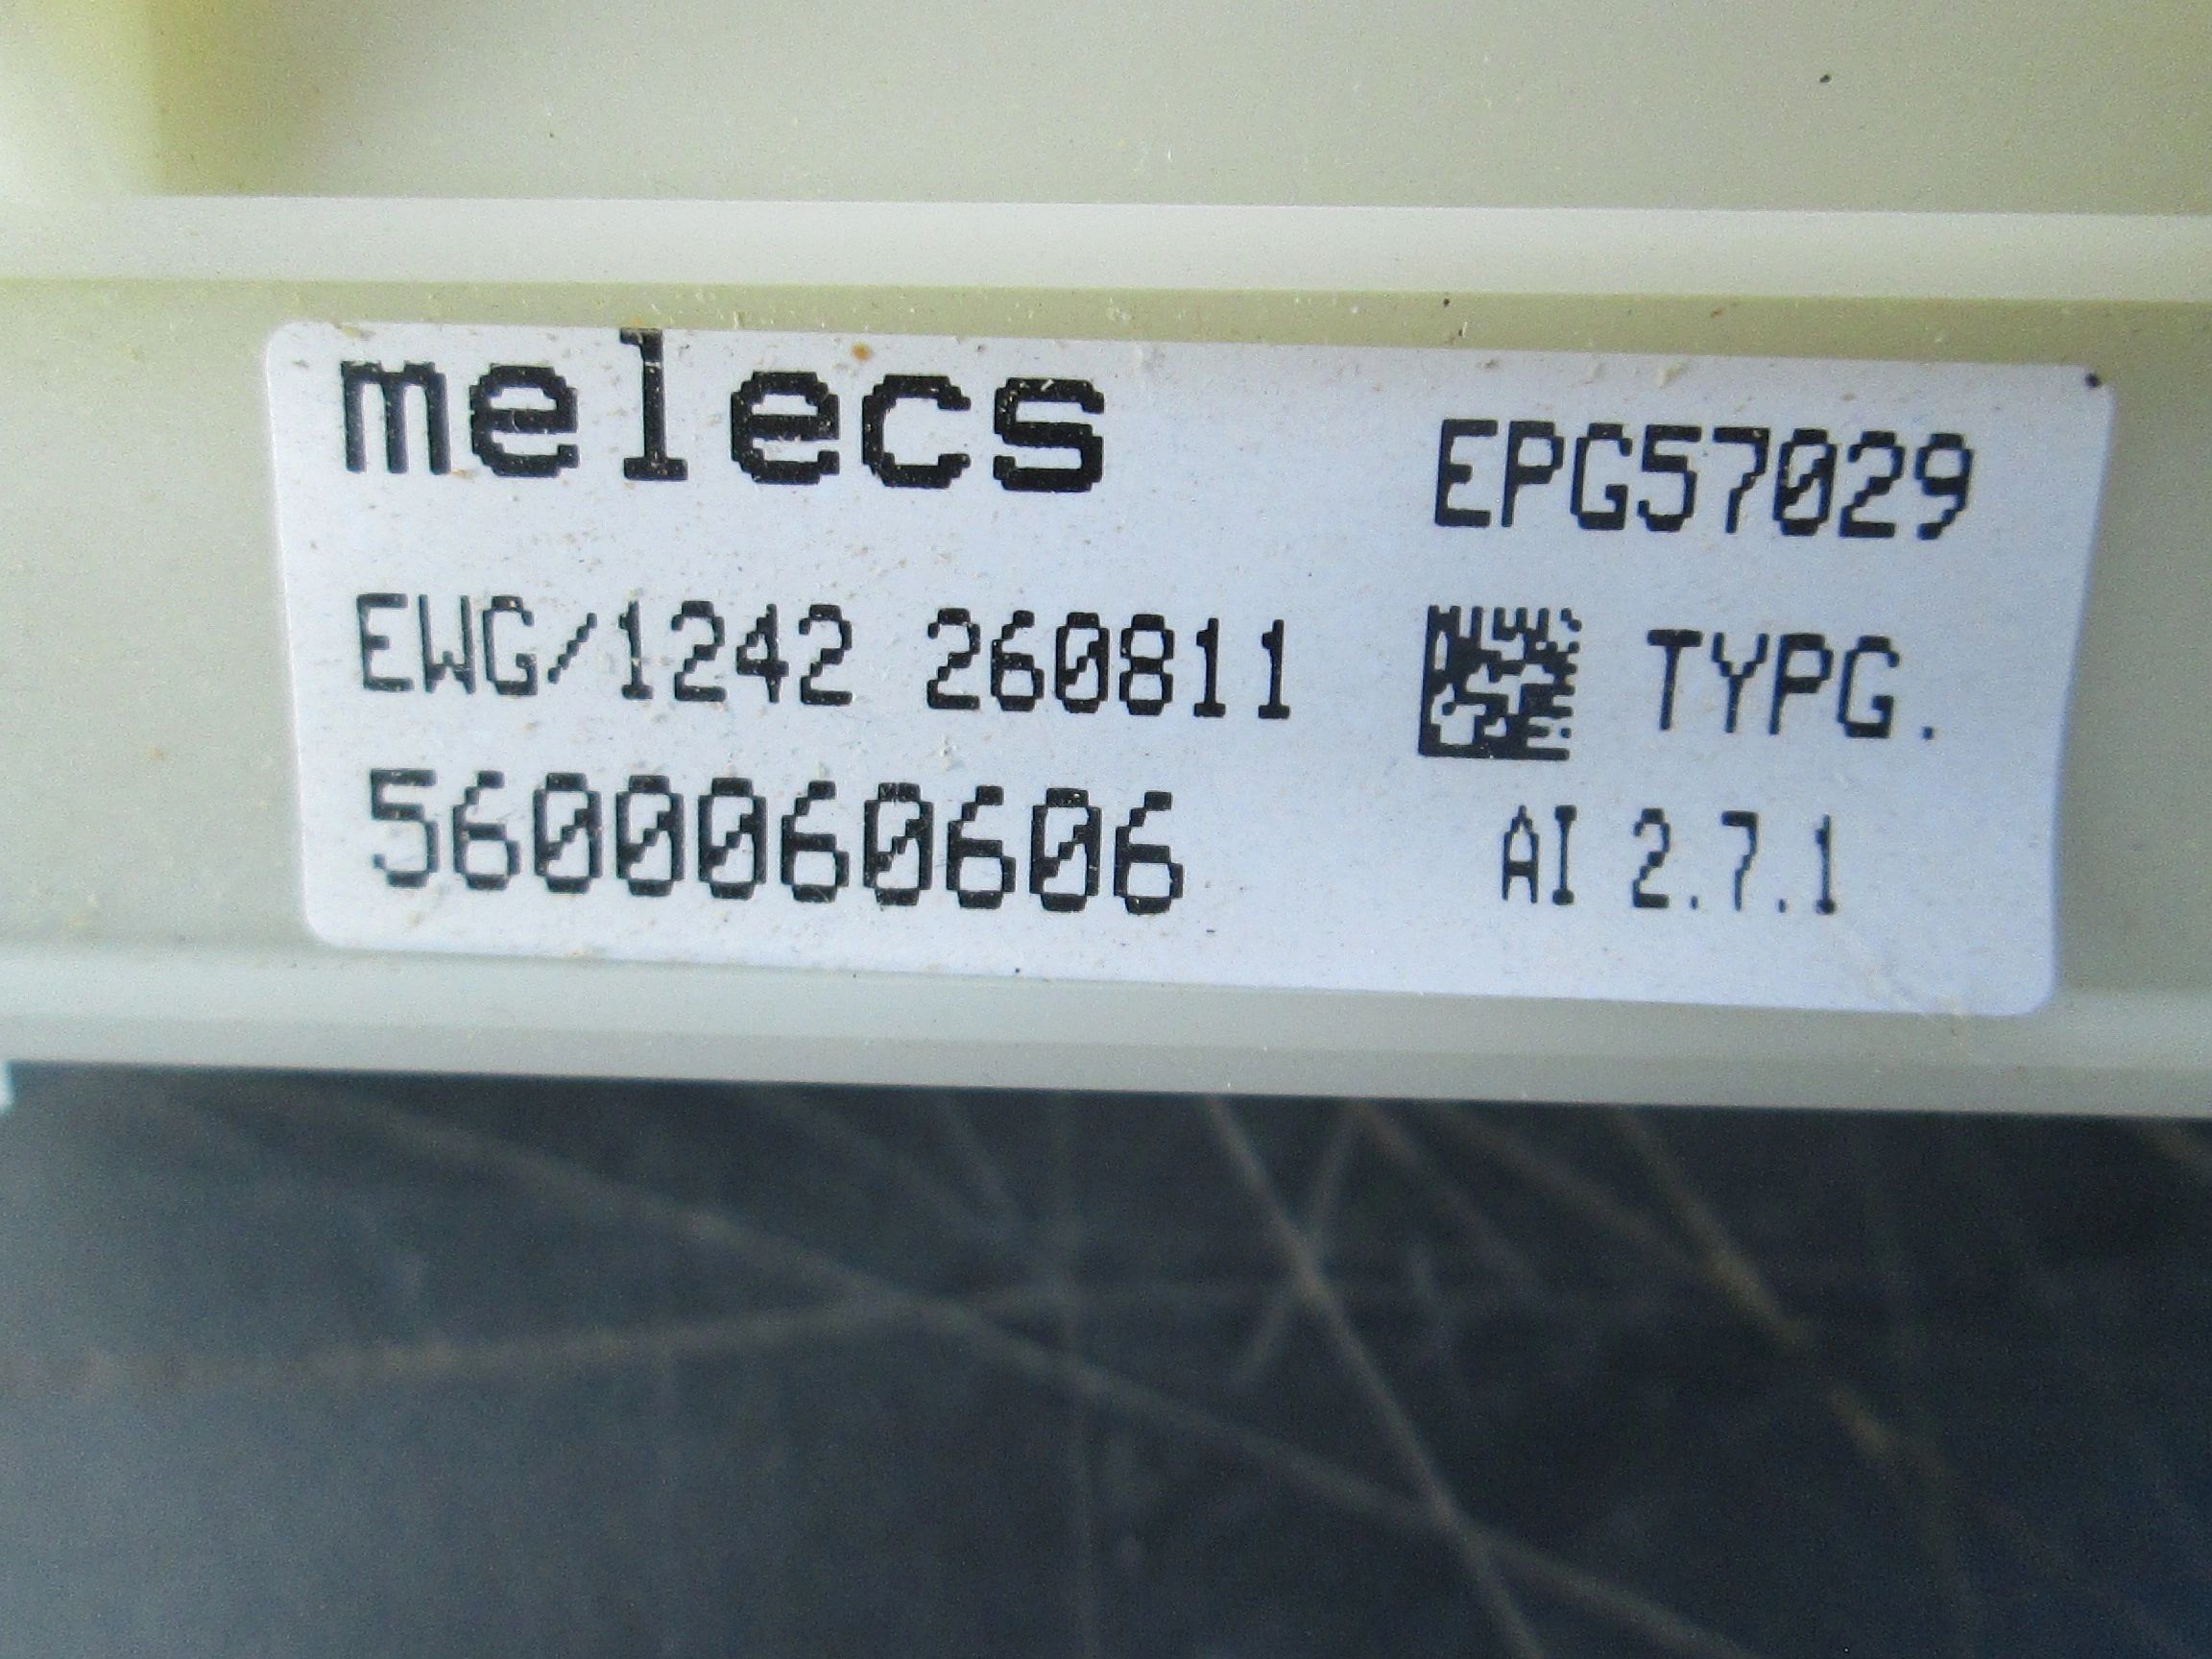 melecs
EPG57029
EWG/1242 260811
TYPG.
5600060606
AI 2.7.1